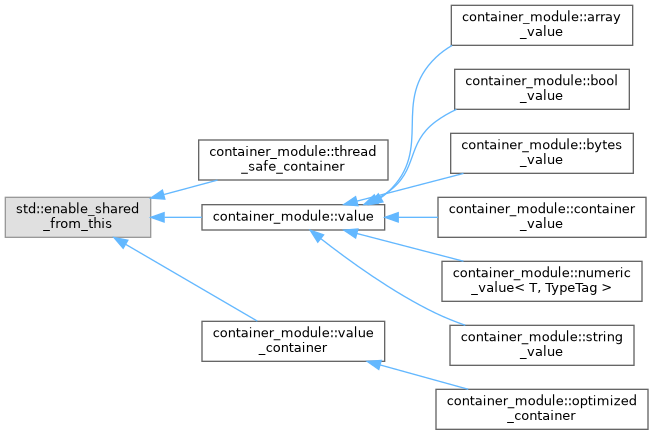 std::enable_shared
_from_this
container_module::thread
_safe_container
container_module::value
container_module::value
_container
container_module::array
_value
container_module::bool
_value
container_module::bytes
_value
container_module::container
_value
container_module::numeric
_value< T, TypeTag >
container_module::string
_value
container_module::optimized
_container